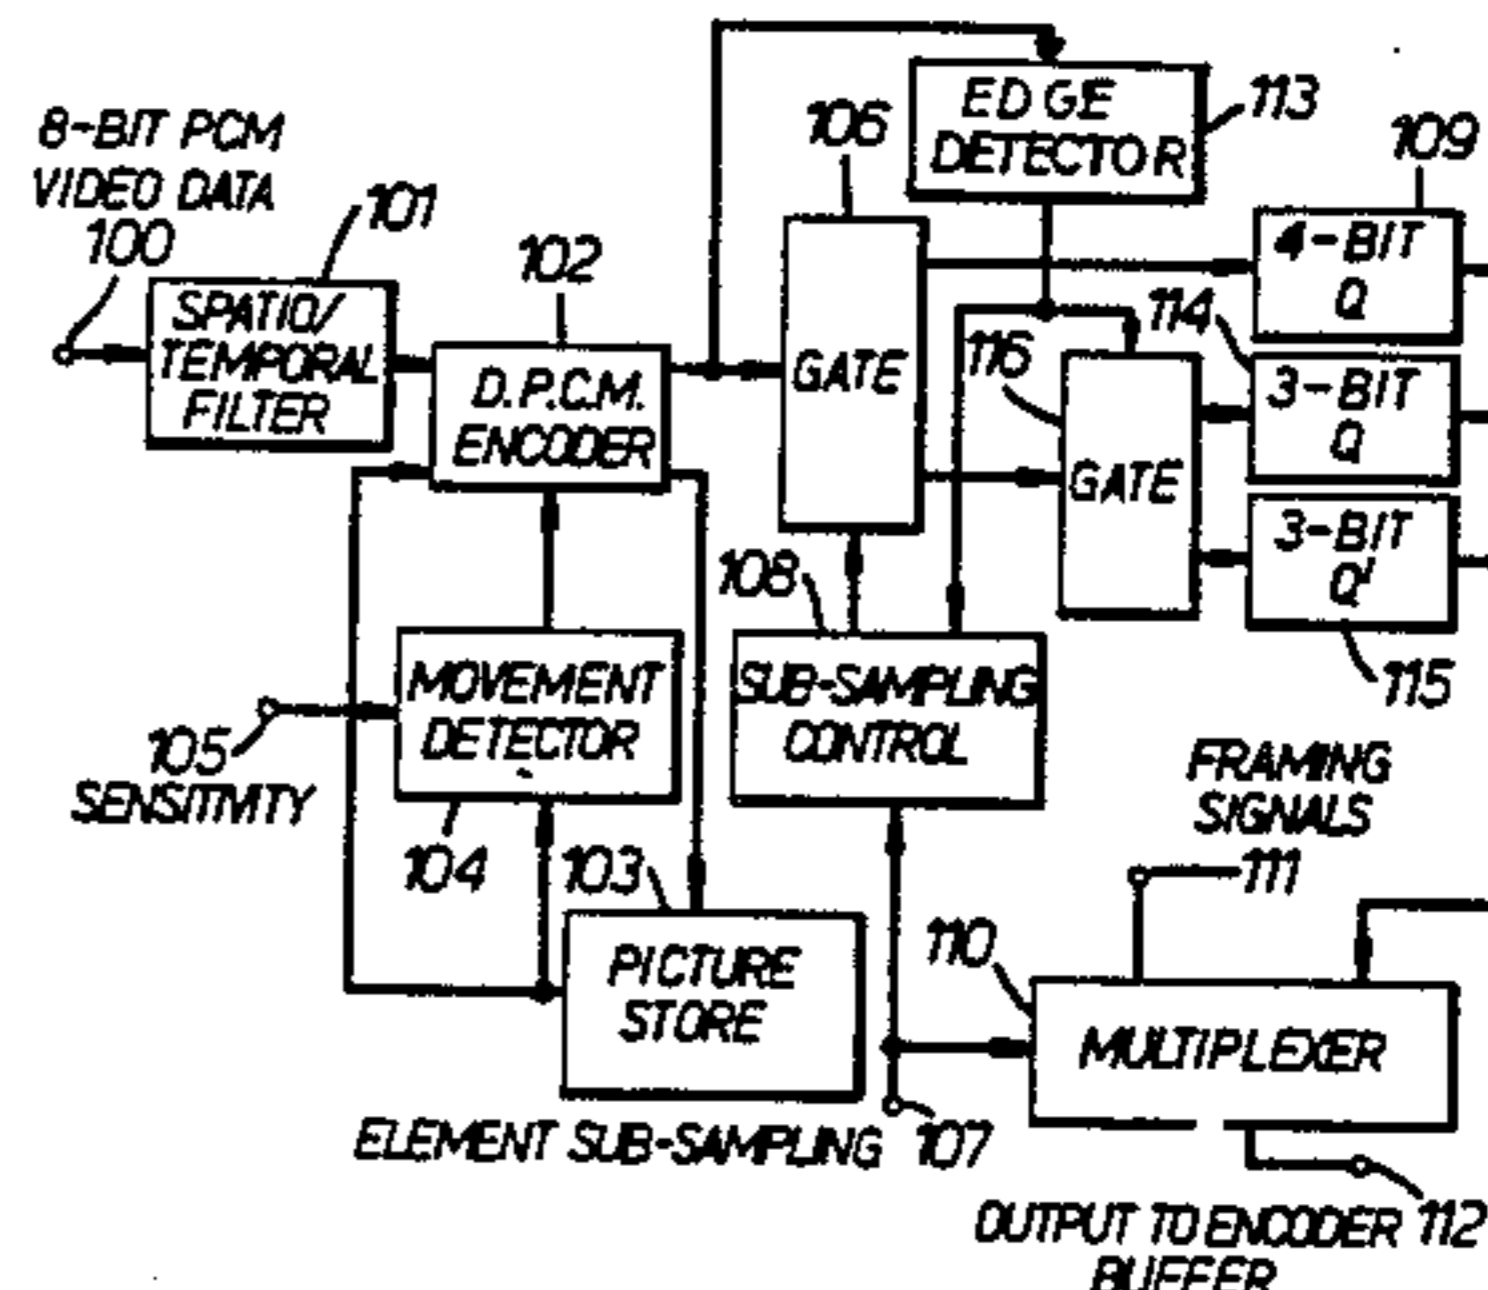 8-BIT PCM
VIDEO DATA
100
101
SPATIO/
TEMPORAL
FILTER
102
D.P.C.M.
ENCODER
106
GATE
EDGE
DETECTOR
113
109
4-BIT
Q
114
3-BIT
Q
116
GATE
3-BIT
Q'
115
108
SUB-SAMPLING
CONTROL
MOVEMENT
DETECTOR
105
SENSITIVITY
104
103
PICTURE
STORE
FRAMING
SIGNALS
111
110
MULTIPLEXER
ELEMENT SUB-SAMPLING 107
OUTPUT TO ENCODER 112
BUFFER